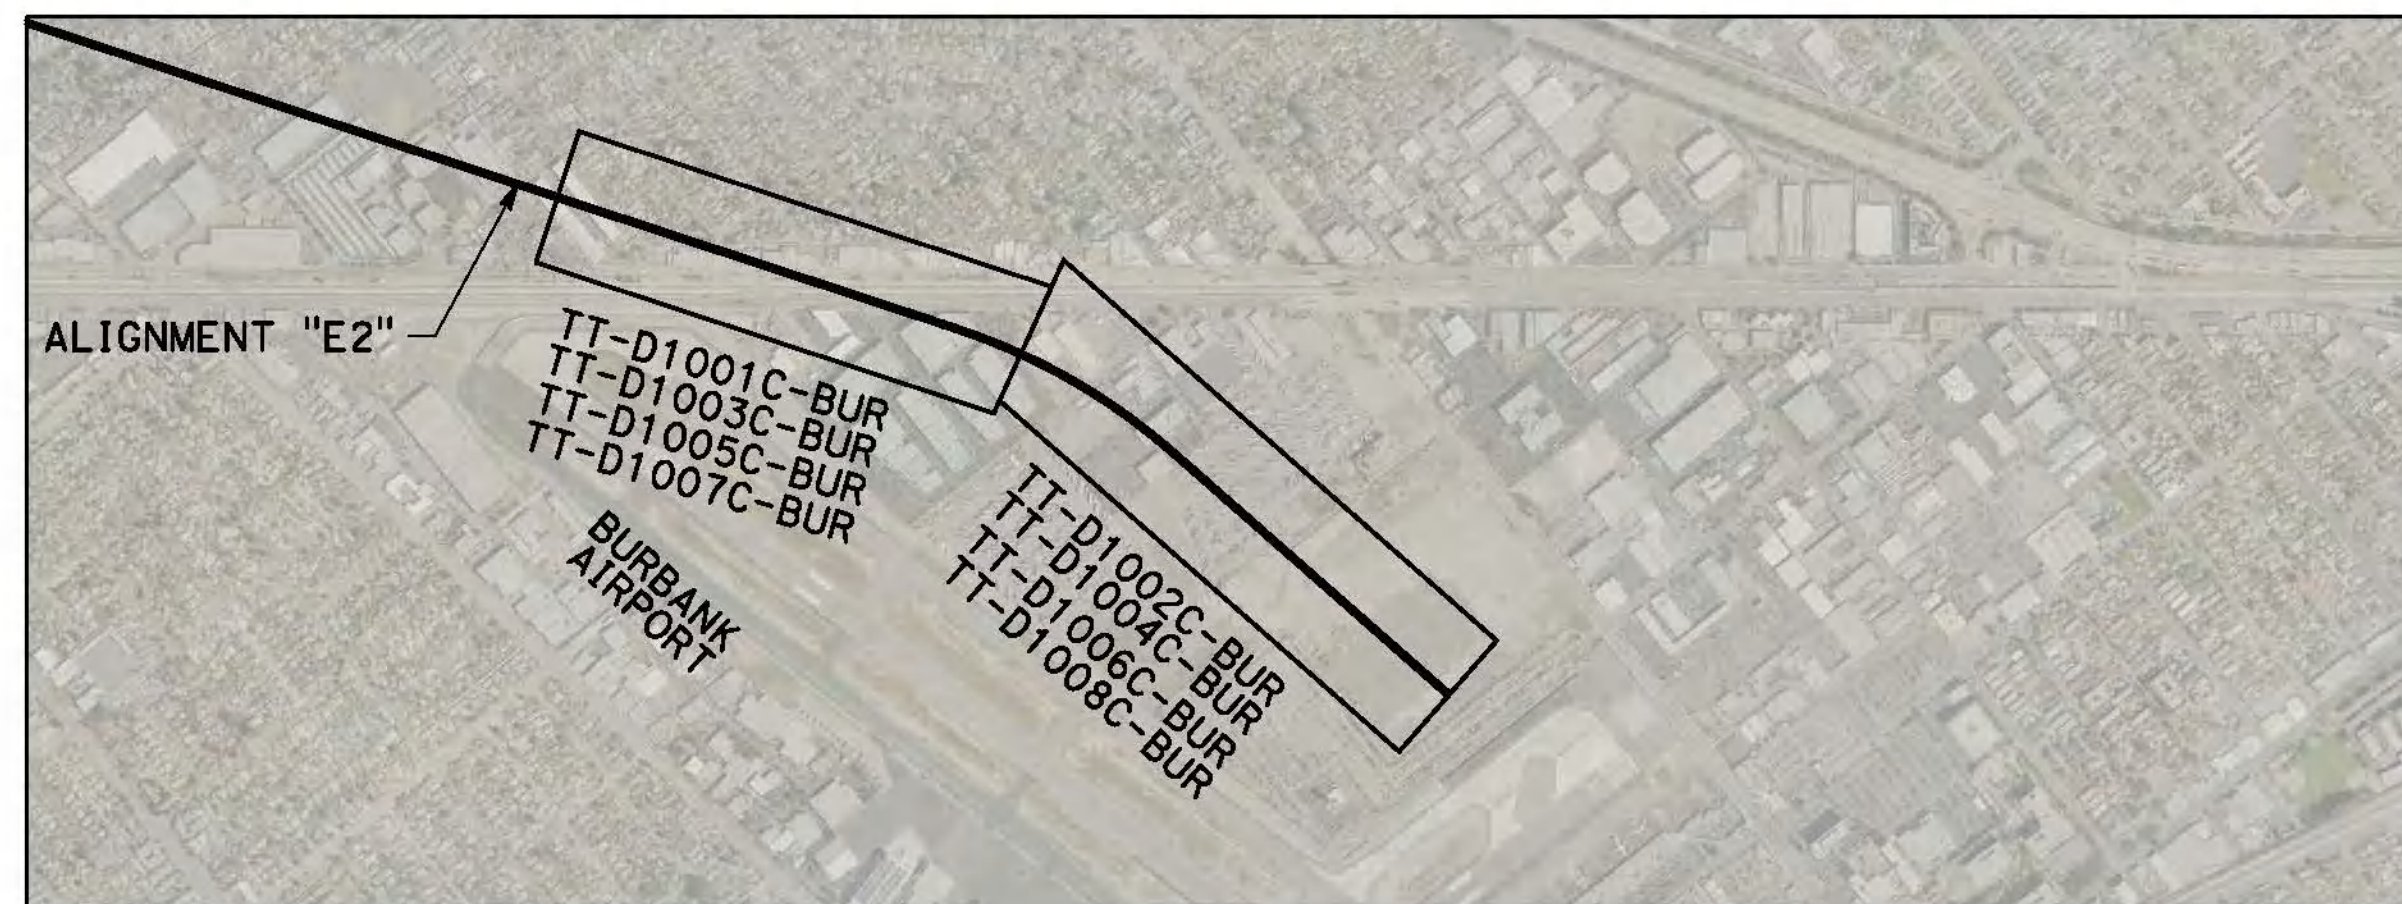 ALIGNMENT "E2"
TT-D1001C-BUR
TT-D1003C-BUR
TT-D1005C-BUR
TT-D1007C-BUR
BURBANK
AIRPORT
TT-D1002C-BUR
TT-D1004C-BUR
TT-D1006C-BUR
TT-D1008C-BUR